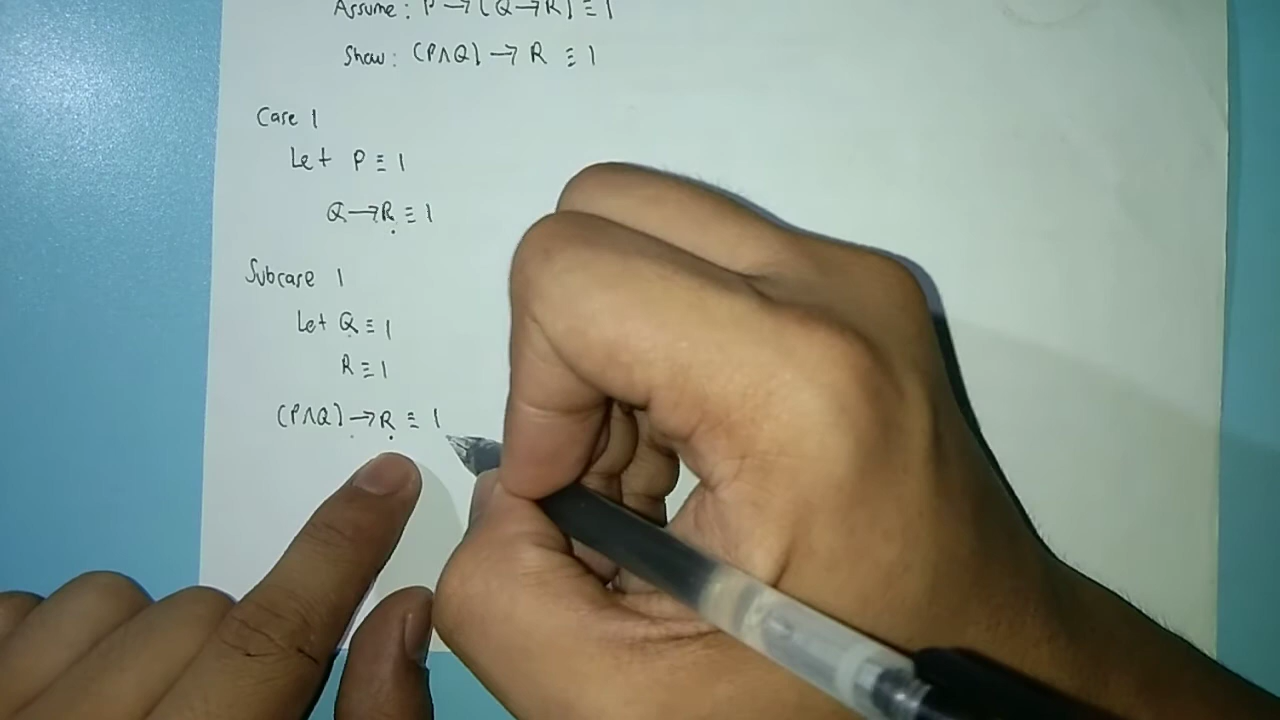 Assume: P → [Q → R] ≡ 1
Show: [P ∧ Q] → R ≡ 1
Case 1
Let P ≡ 1
Q → R ≡ 1
Subcase 1
Let Q ≡ 1
R ≡ 1
[P ∧ Q] → R ≡ 1